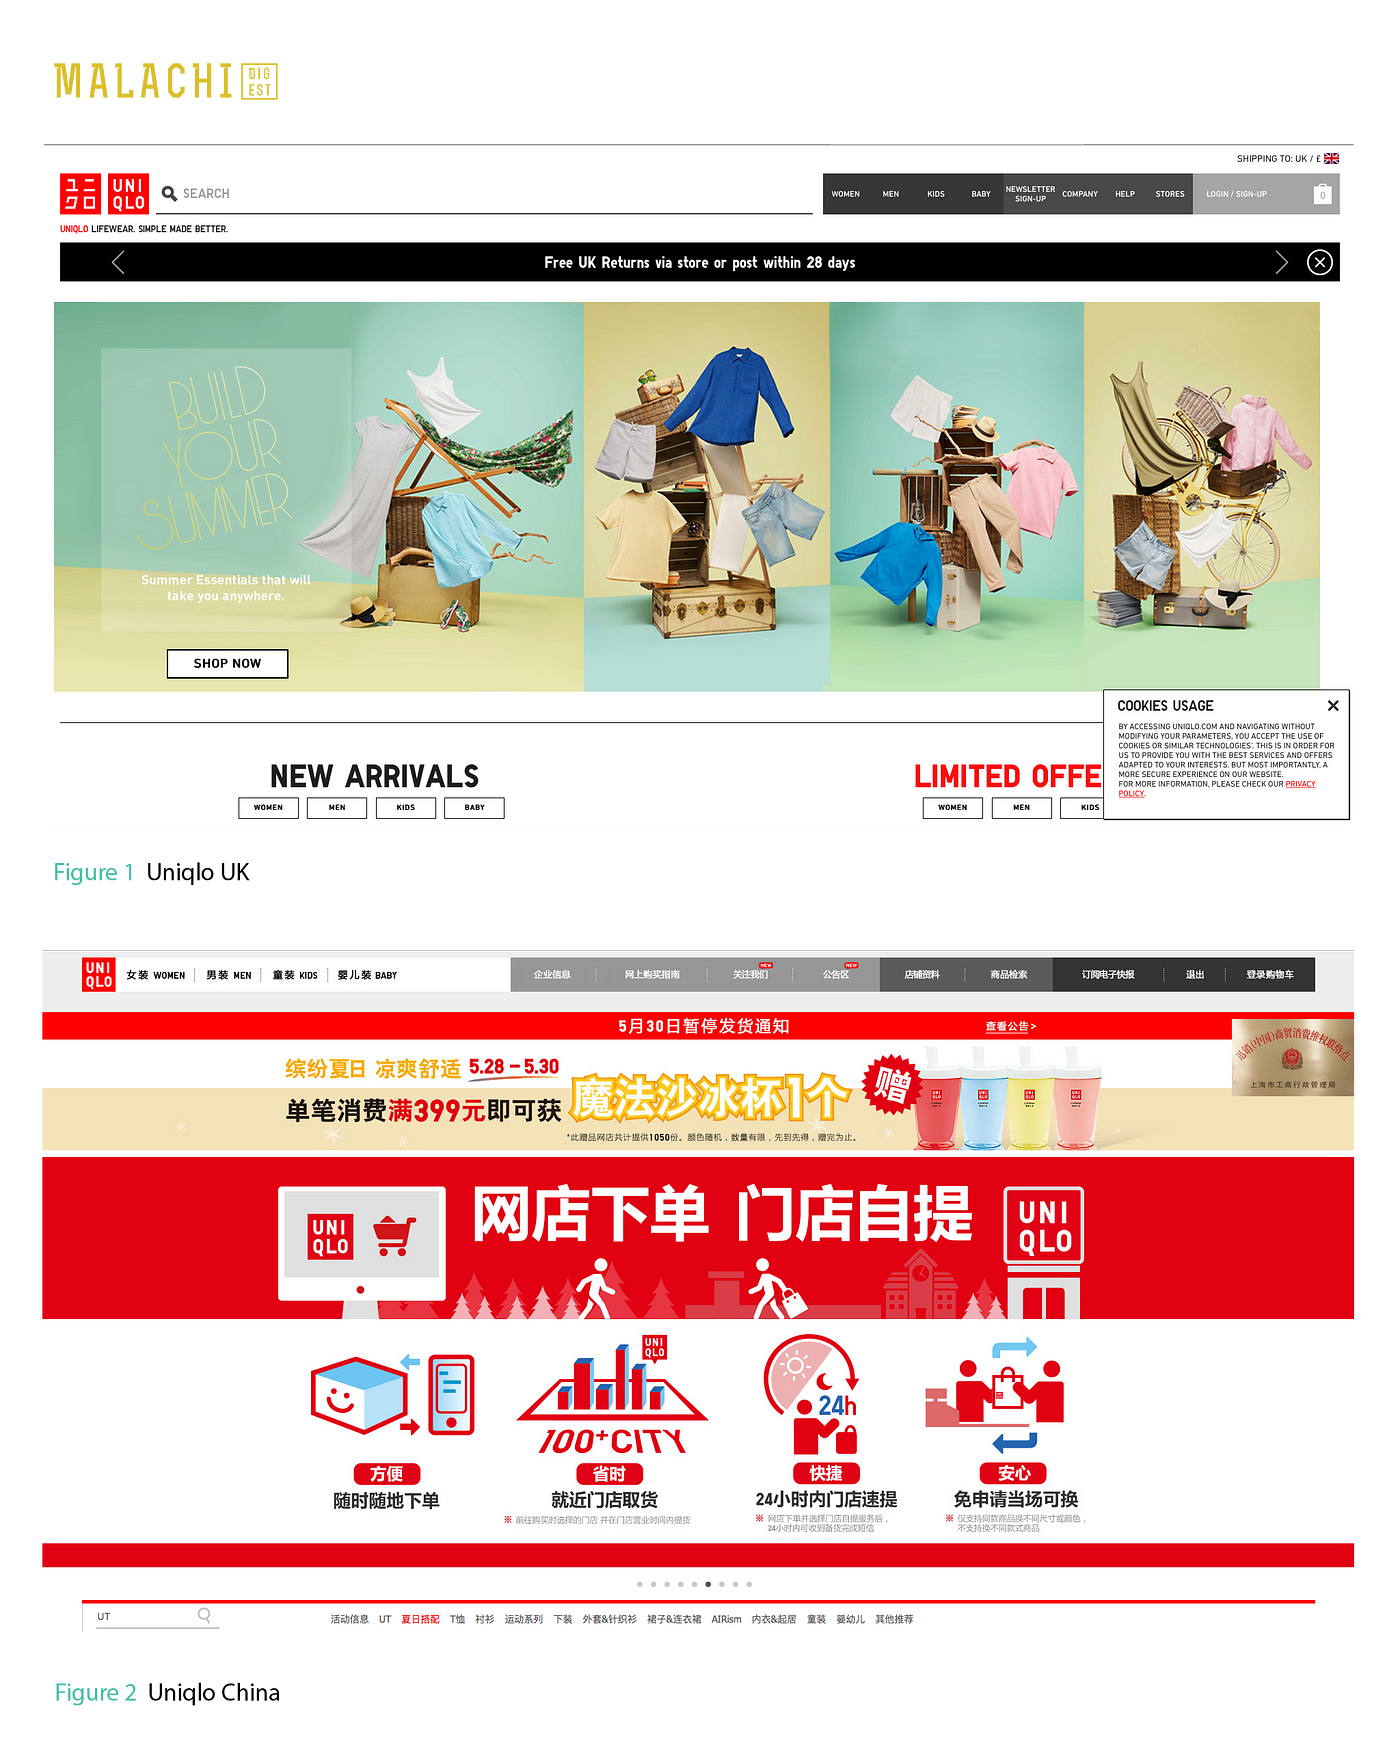 MALACHI DIGEST
SHIPPING TO: UK / £
ユニクロ UNIQLO
SEARCH
WOMEN MEN KIDS BABY NEWSLETTER SIGN-UP COMPANY HELP STORES LOGIN / SIGN-UP 0
UNIQLO LIFEWEAR. SIMPLE MADE BETTER.
Free UK Returns via store or post within 28 days
BUILD
YOUR
SUMMER
Summer Essentials that will
take you anywhere.
SHOP NOW
NEW ARRIVALS
WOMEN MEN KIDS BABY
LIMITED OFFE
WOMEN MEN KIDS
COOKIES USAGE
BY ACCESSING UNIQLO.COM AND NAVIGATING WITHOUT
MODIFYING YOUR PARAMETERS, YOU ACCEPT THE USE OF
COOKIES OR SIMILAR TECHNOLOGIES'. THIS IS IN ORDER FOR
US TO PROVIDE YOU WITH THE BEST SERVICES AND OFFERS
ADAPTED TO YOUR INTERESTS. BUT MOST IMPORTANTLY, A
MORE SECURE EXPERIENCE ON OUR WEBSITE.
FOR MORE INFORMATION, PLEASE CHECK OUR PRIVACY
POLICY.
Figure 1 Uniqlo UK
UNIQLO 女装 WOMEN 男装 MEN 童装 KIDS 婴儿装 BABY
企业信息 网上购买指南 关注我们 NEW 公告区 NEW 店铺资料 商品检索 订阅电子快报 退出 登录购物车
5月30日暂停发货通知 查看公告>
迅销(中国)商贸消费维权联络点
上海市工商行政管理局
缤纷夏日 凉爽舒适 5.28 – 5.30
单笔消费满399元即可获 魔法沙冰杯1个 赠
*此赠品网店共计提供1050份。颜色随机，数量有限，先到先得，赠完为止。
UNIQLO
网店下单 门店自提
UNIQLO
UNIQLO
100+CITY
24h
方便
随时随地下单
省时
就近门店取货
※ 前往购买时选择的门店 并在门店营业时间内提货
快捷
24小时内门店速提
※ 网店下单并选择门店自提服务后，
24小时内可收到备货完成短信
安心
免申请当场可换
※ 仅支持同款商品换不同尺寸或颜色，
不支持换不同款式商品
UT
活动信息 UT 夏日搭配 T恤 衬衫 运动系列 下装 外套&针织衫 裙子&连衣裙 AIRism 内衣&起居 童装 婴幼儿 其他推荐
Figure 2 Uniqlo China